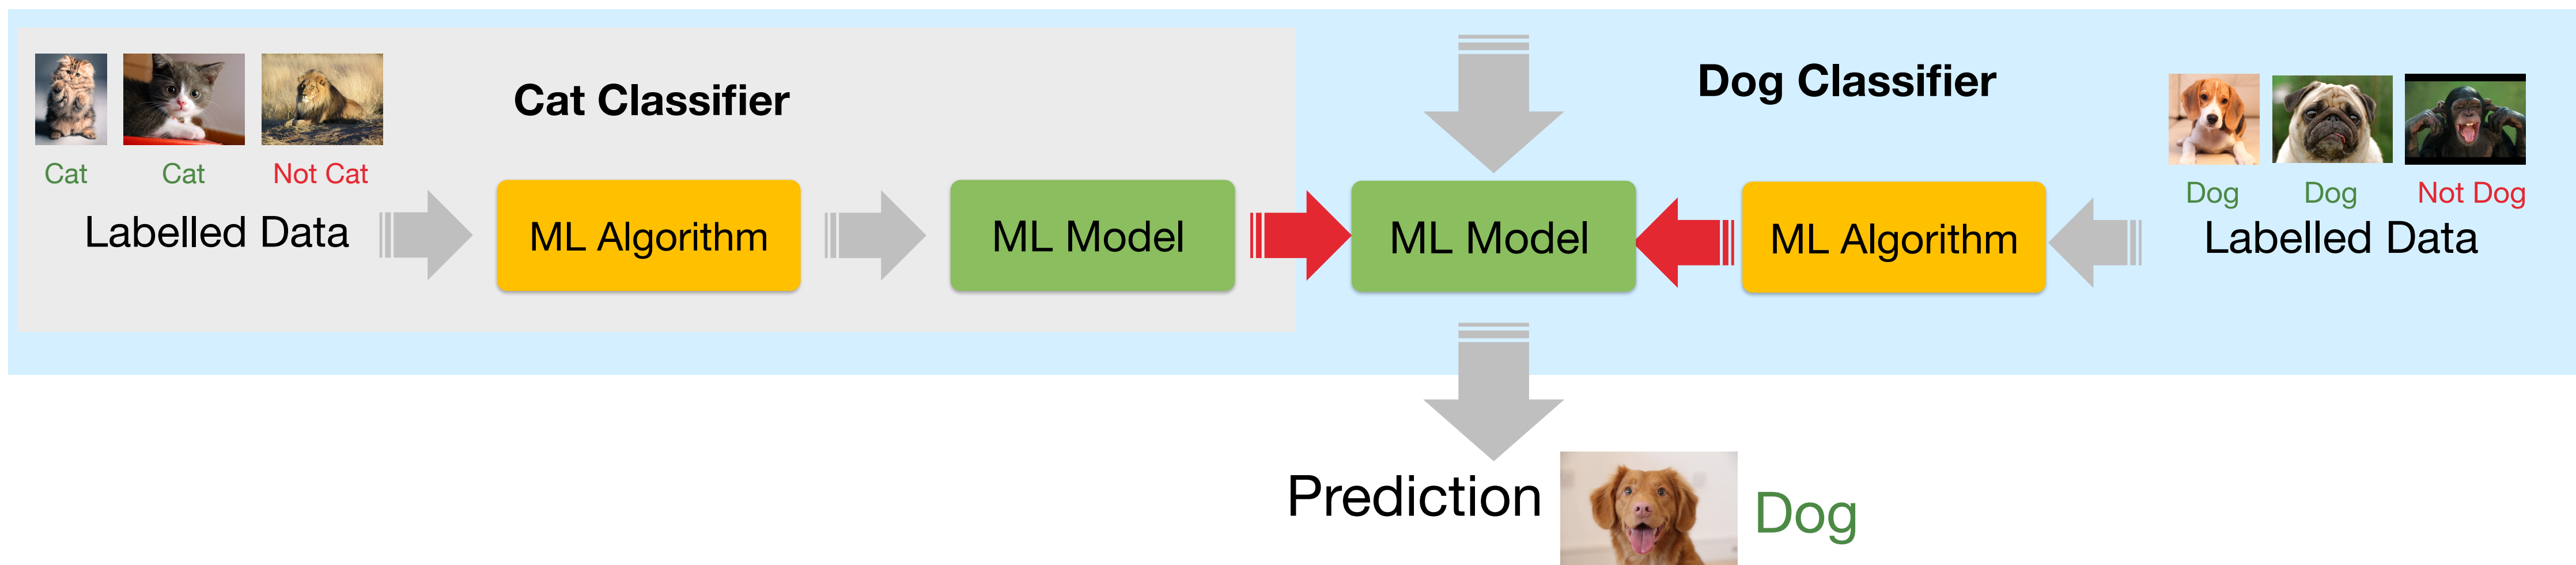 Cat Classifier
Cat Cat Not Cat
Labelled Data
ML Algorithm
ML Model
ML Model
Dog Classifier
Dog Dog Not Dog
Labelled Data
ML Algorithm
Prediction
Dog